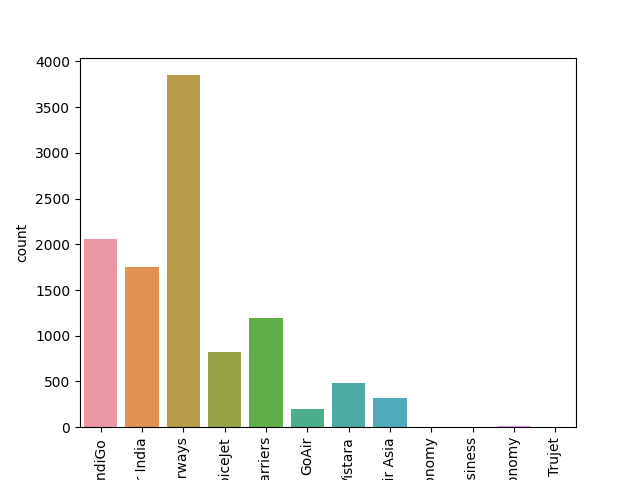 4000
3500
3000
2500
2000
1500
1000
500
0
count
ndiGo
r India
rways
piceJet
arriers
GoAir
Vistara
ir Asia
onomy
siness
onomy
Trujet